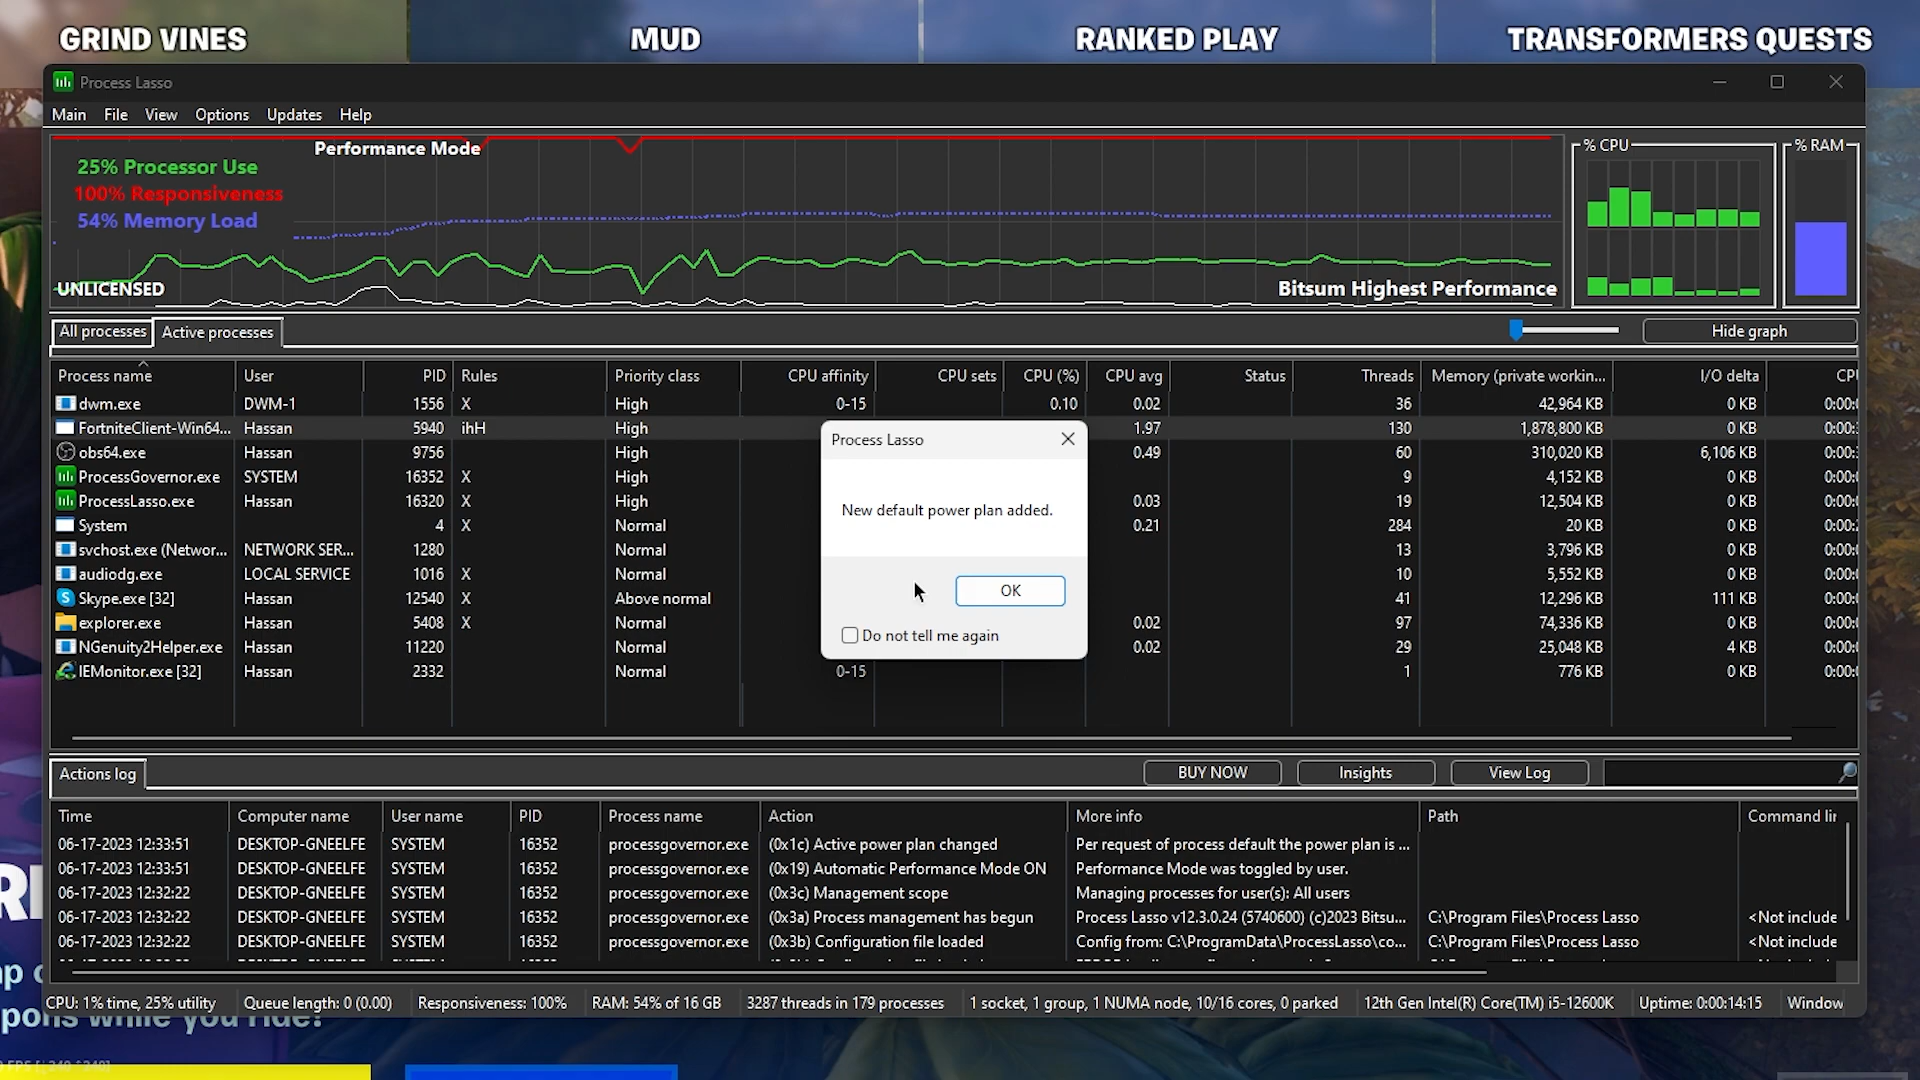 GRIND VINES
MUD
RANKED PLAY
TRANSFORMERS QUESTS
Process Lasso
Main File View Options Updates Help
Performance Mode
25% Processor Use
100% Responsiveness
54% Memory Load
UNLICENSED
Bitsum Highest Performance
% CPU
% RAM
All processes
Active processes
Hide graph
Process name User PID Rules Priority class CPU affinity CPU sets CPU (%) CPU avg Status Threads Memory (private workin... I/O delta
dwm.exe DWM-1 1556 X High 0-15 0.10 0.02 36 42,964 KB 0 KB
FortniteClient-Win64... Hassan 5940 ihH High 1.97 130 1,878,800 KB 0 KB
obs64.exe Hassan 9756 High 0.49 60 310,020 KB 6,106 KB
ProcessGovernor.exe SYSTEM 16352 X High 9 4,152 KB 0 KB
ProcessLasso.exe Hassan 16320 X High 0.03 19 12,504 KB 0 KB
System 4 X Normal 0.21 284 20 KB 0 KB
svchost.exe (Networ... NETWORK SER... 1280 Normal 13 3,796 KB 0 KB
audiodg.exe LOCAL SERVICE 1016 X Normal 10 5,552 KB 0 KB
Skype.exe [32] Hassan 12540 X Above normal 41 12,296 KB 111 KB
explorer.exe Hassan 5408 X Normal 0.02 97 74,336 KB 0 KB
NGenuity2Helper.exe Hassan 11220 Normal 0.02 29 25,048 KB 4 KB
IEMonitor.exe [32] Hassan 2332 Normal 0-15 1 776 KB 0 KB
Process Lasso
New default power plan added.
OK
Do not tell me again
Actions log
BUY NOW
Insights
View Log
Time Computer name User name PID Process name Action More info Path
06-17-2023 12:33:51 DESKTOP-GNEELFE SYSTEM 16352 processgovernor.exe (0x1c) Active power plan changed Per request of process default the power plan is ...
06-17-2023 12:33:51 DESKTOP-GNEELFE SYSTEM 16352 processgovernor.exe (0x19) Automatic Performance Mode ON Performance Mode was toggled by user.
06-17-2023 12:32:22 DESKTOP-GNEELFE SYSTEM 16352 processgovernor.exe (0x3c) Management scope Managing processes for user(s): All users
06-17-2023 12:32:22 DESKTOP-GNEELFE SYSTEM 16352 processgovernor.exe (0x3a) Process management has begun Process Lasso v12.3.0.24 (5740600) (c)2023 Bitsu... C:\Program Files\Process Lasso <Not include
06-17-2023 12:32:22 DESKTOP-GNEELFE SYSTEM 16352 processgovernor.exe (0x3b) Configuration file loaded Config from: C:\ProgramData\ProcessLasso\co... C:\Program Files\Process Lasso <Not include
CPU: 1% time, 25% utility Queue length: 0 (0.00) Responsiveness: 100% RAM: 54% of 16 GB 3287 threads in 179 processes 1 socket, 1 group, 1 NUMA node, 10/16 cores, 0 parked 12th Gen Intel(R) Core(TM) i5-12600K Uptime: 0:00:14:15 Window
while you ride!